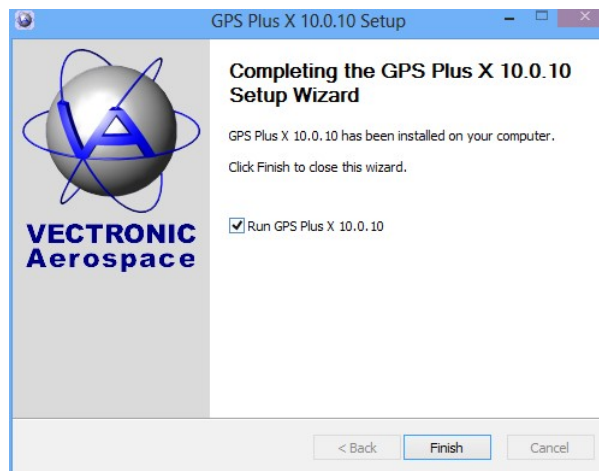 GPS Plus X 10.0.10 Setup
Completing the GPS Plus X 10.0.10
Setup Wizard
GPS Plus X 10.0.10 has been installed on your computer.
Click Finish to close this wizard.
Run GPS Plus X 10.0.10
VA
VECTRONIC
Aerospace
< Back
Finish
Cancel